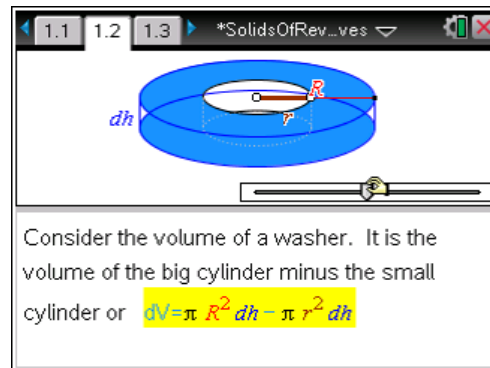 1.1 1.2 1.3 *SolidsOfRev…ves
R
dh
r
Consider the volume of a washer. It is the
volume of the big cylinder minus the small
cylinder or dV=π R² dh − π r² dh